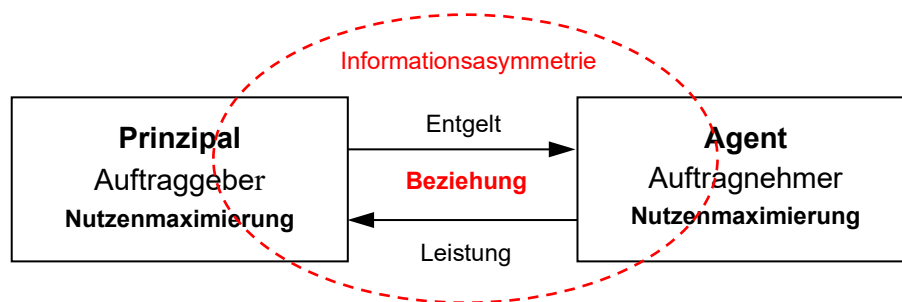 Informationsasymmetrie
Prinzipal
Auftraggeber
Nutzenmaximierung
Entgelt
Beziehung
Leistung
Agent
Auftragnehmer
Nutzenmaximierung